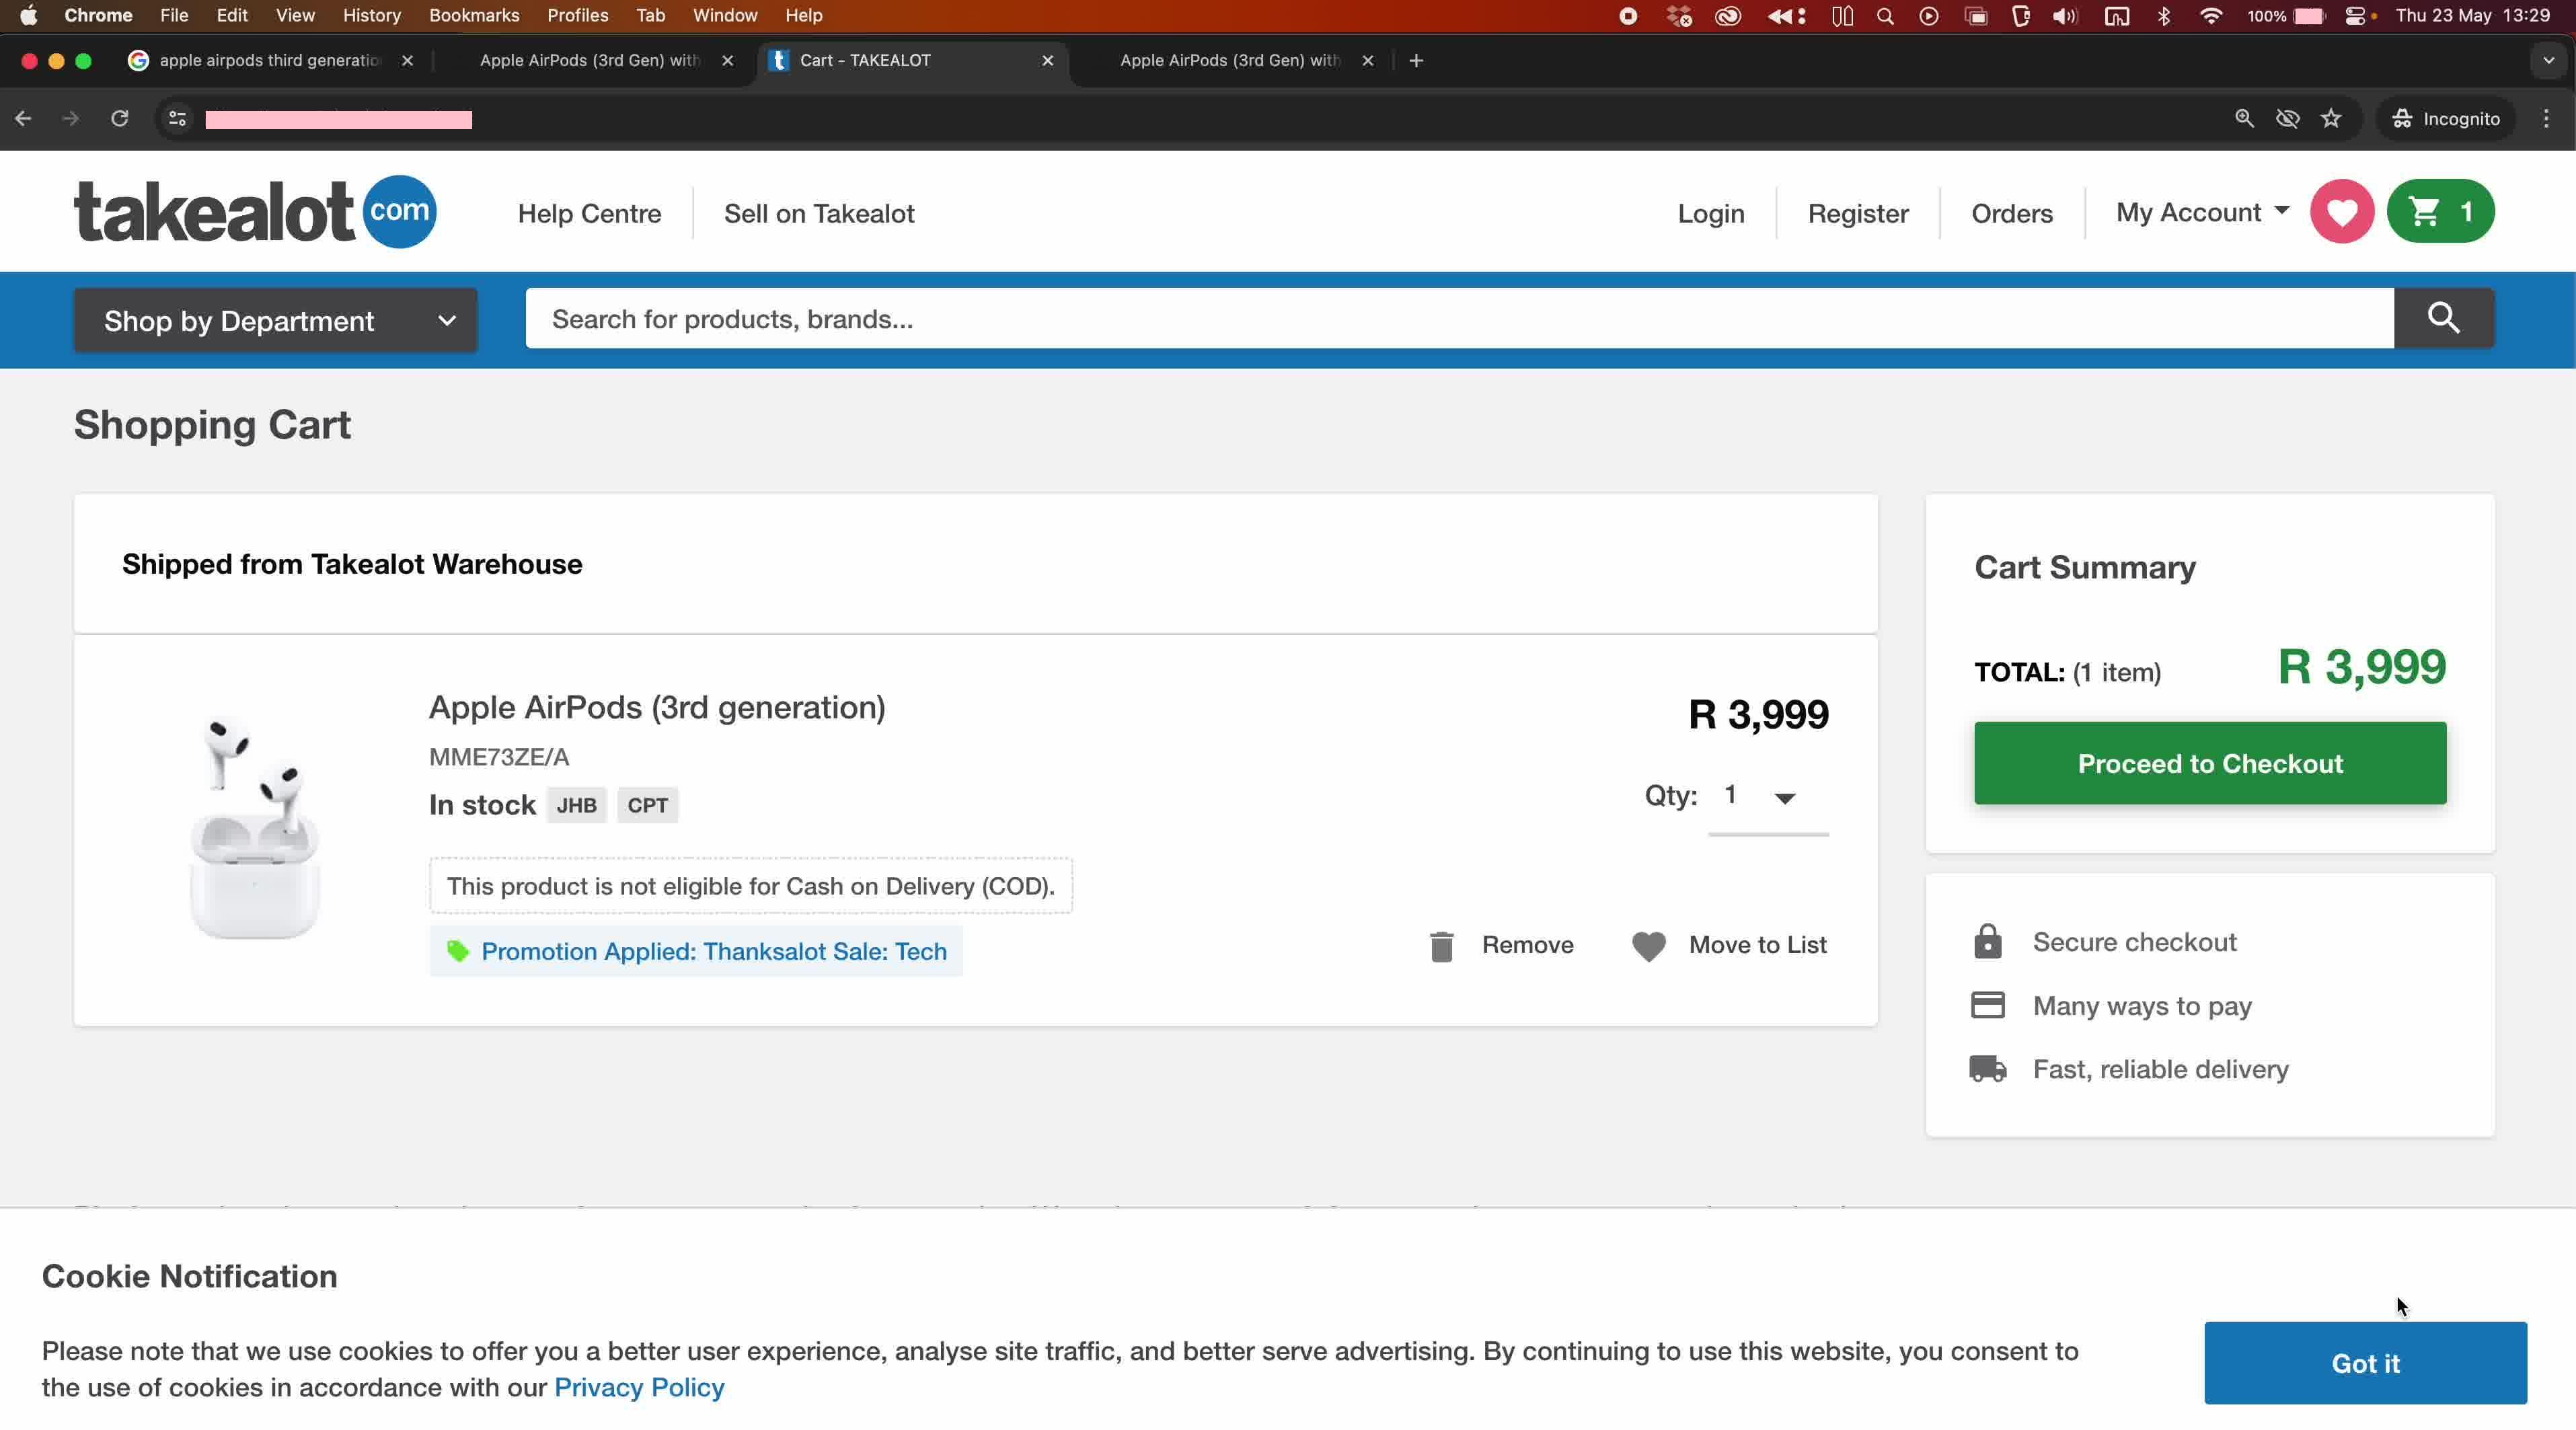 Chrome File Edit View History Bookmarks Profiles Tab Window Help 100% Thu 23 May 13:29
apple airpods third generatio Apple AirPods (3rd Gen) with Cart - TAKEALOT Apple AirPods (3rd Gen) with
Incognito
takealot com Help Centre Sell on Takealot Login Register Orders My Account 1
Shop by Department Search for products, brands...
Shopping Cart
Shipped from Takealot Warehouse
Apple AirPods (3rd generation)
MME73ZE/A
In stock JHB CPT
This product is not eligible for Cash on Delivery (COD).
Promotion Applied: Thanksalot Sale: Tech
R 3,999
Qty: 1
Remove Move to List
Cart Summary
TOTAL: (1 item) R 3,999
Proceed to Checkout
Secure checkout
Many ways to pay
Fast, reliable delivery
Cookie Notification
Please note that we use cookies to offer you a better user experience, analyse site traffic, and better serve advertising. By continuing to use this website, you consent to
the use of cookies in accordance with our Privacy Policy
Got it